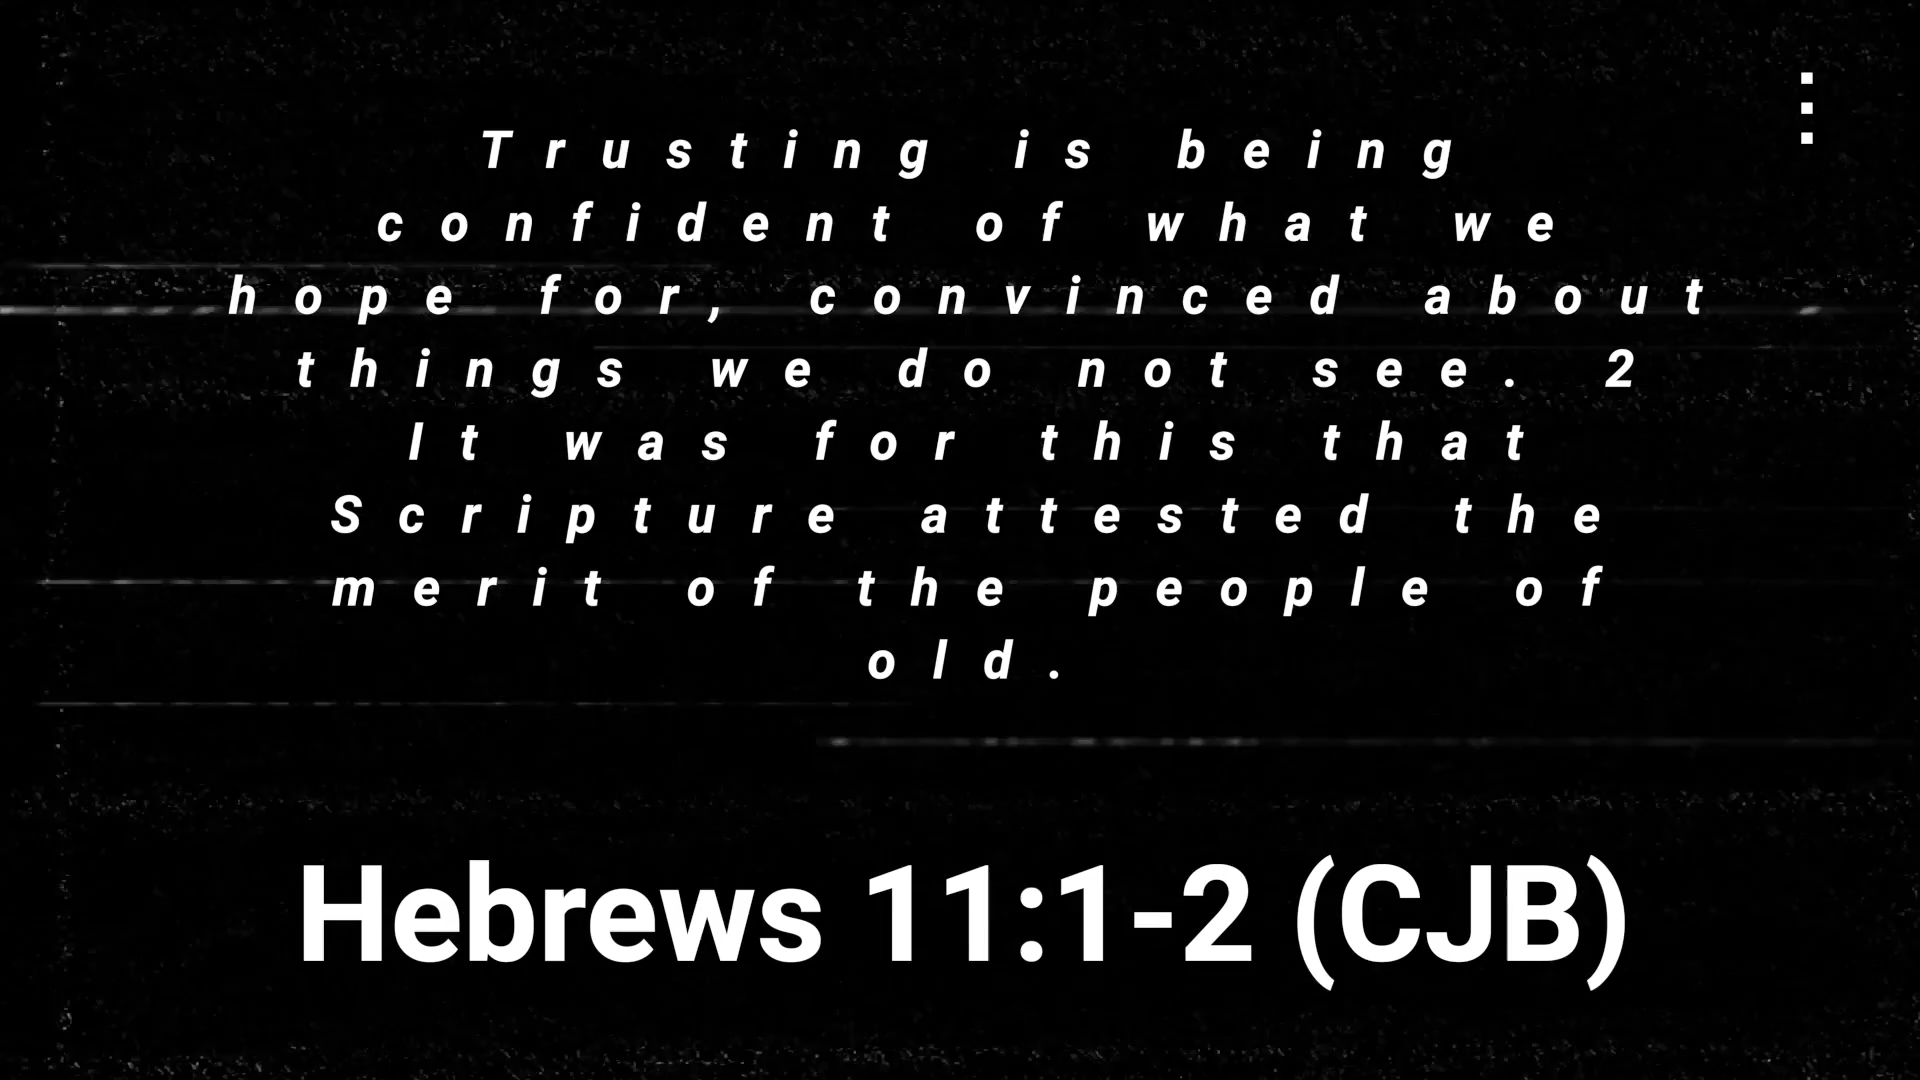 Trusting is being
confident of what we
hope for, convinced about
things we do not see. 2
It was for this that
Scripture attested the
merit of the people of
old.
Hebrews 11:1-2 (CJB)